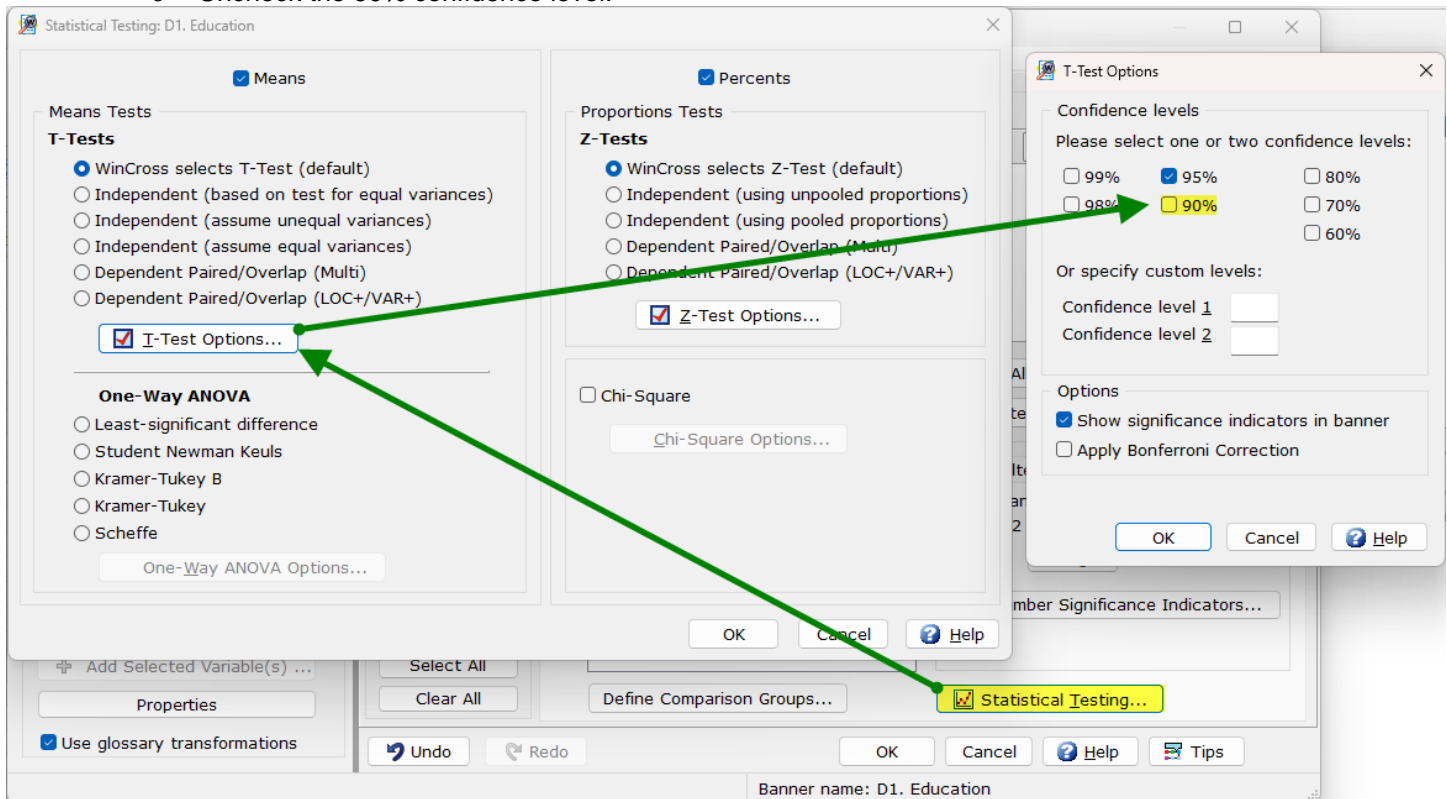 Uncheck the 90% confidence level.
Statistical Testing: D1. Education
Means
Means Tests
T-Tests
WinCross selects T-Test (default)
Independent (based on test for equal variances)
Independent (assume unequal variances)
Independent (assume equal variances)
Dependent Paired/Overlap (Multi)
Dependent Paired/Overlap (LOC+/VAR+)
T-Test Options...
One-Way ANOVA
Least-significant difference
Student Newman Keuls
Kramer-Tukey B
Kramer-Tukey
Scheffe
One-Way ANOVA Options...
Percents
Proportions Tests
Z-Tests
WinCross selects Z-Test (default)
Independent (using unpooled proportions)
Independent (using pooled proportions)
Dependent Paired/Overlap (Multi)
Dependent Paired/Overlap (LOC+/VAR+)
Z-Test Options...
Chi-Square
Chi-Square Options...
OK Cancel Help
T-Test Options
Confidence levels
Please select one or two confidence levels:
99% 95% 80%
98% 90% 70%
60%
Or specify custom levels:
Confidence level 1
Confidence level 2
Options
Show significance indicators in banner
Apply Bonferroni Correction
OK Cancel Help
mber Significance Indicators...
Add Selected Variable(s) ...
Select All
Properties
Clear All
Define Comparison Groups...
Statistical Testing...
Use glossary transformations
Undo Redo OK Cancel Help Tips
Banner name: D1. Education